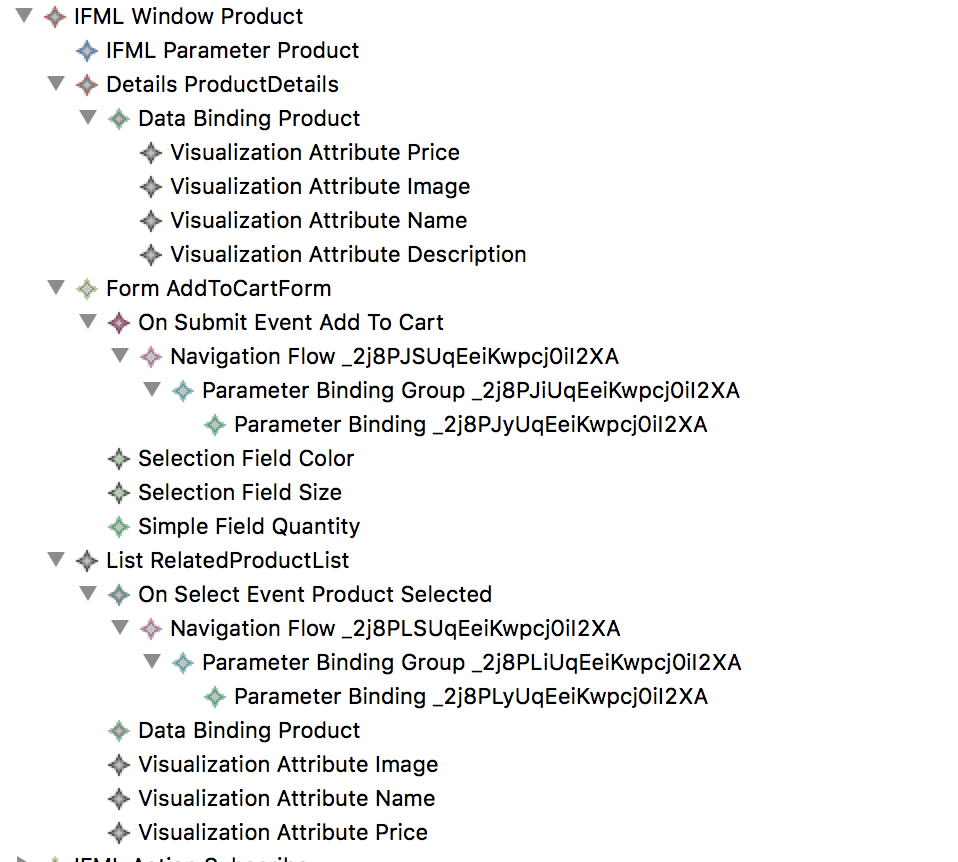 IFML Window Product
IFML Parameter Product
Details ProductDetails
Data Binding Product
Visualization Attribute Price
Visualization Attribute Image
Visualization Attribute Name
Visualization Attribute Description
Form AddToCartForm
On Submit Event Add To Cart
Navigation Flow _2j8PJSUqEeiKwpcj0iI2XA
Parameter Binding Group _2j8PJiUqEeiKwpcj0iI2XA
Parameter Binding _2j8PJyUqEeiKwpcj0iI2XA
Selection Field Color
Selection Field Size
Simple Field Quantity
List RelatedProductList
On Select Event Product Selected
Navigation Flow _2j8PLSUqEeiKwpcj0iI2XA
Parameter Binding Group _2j8PLiUqEeiKwpcj0iI2XA
Parameter Binding _2j8PLyUqEeiKwpcj0iI2XA
Data Binding Product
Visualization Attribute Image
Visualization Attribute Name
Visualization Attribute Price
IFML Action Subscribe